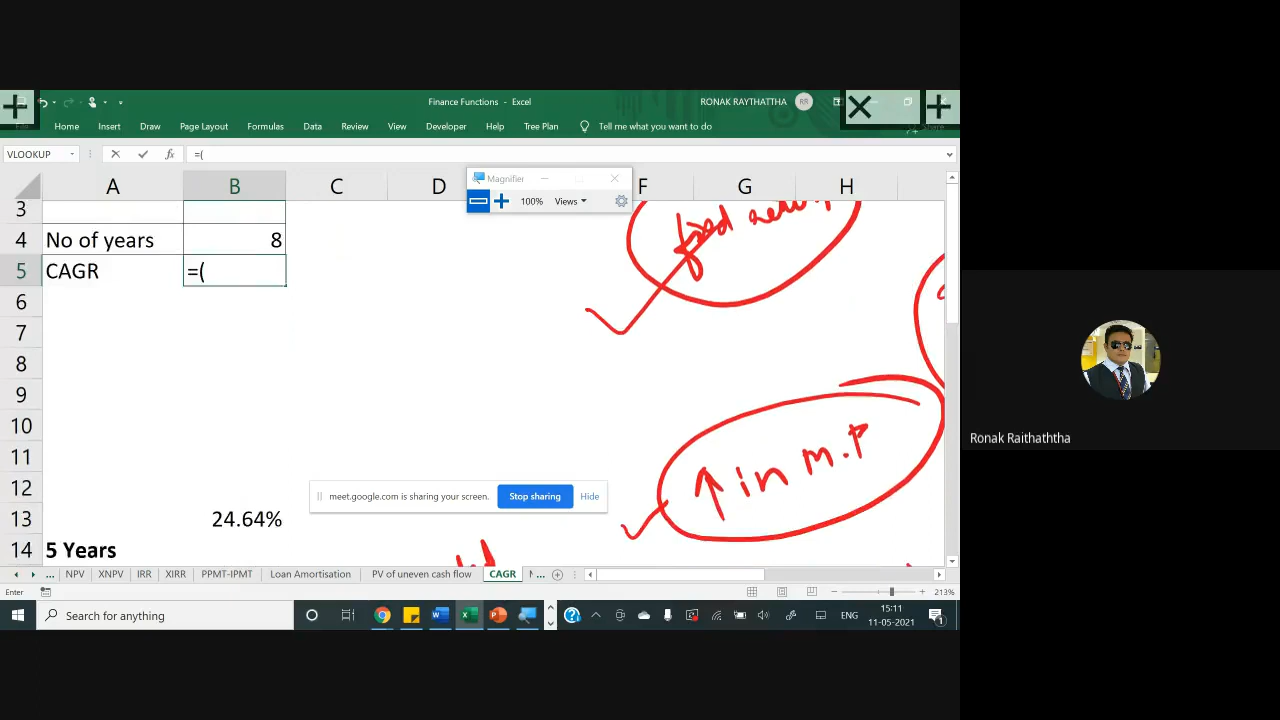 Finance Functions - Excel
RONAK RAYTHATTHA RR
Home Insert Draw Page Layout Formulas Data Review View Developer Help Tree Plan Tell me what you want to do
VLOOKUP fx =(
Magnifier
100% Views
A B C D F G H
3
4 No of years 8
5 CAGR =(
6
7
8
9
10
11
12
13 24.64%
14 5 Years
fixed
↑ in M.P
meet.google.com is sharing your screen. Stop sharing Hide
Ronak Raithaththa
... NPV XNPV IRR XIRR PPMT-IPMT Loan Amortisation PV of uneven cash flow CAGR ...
Enter 213%
Search for anything
ENG 15:11
11-05-2021